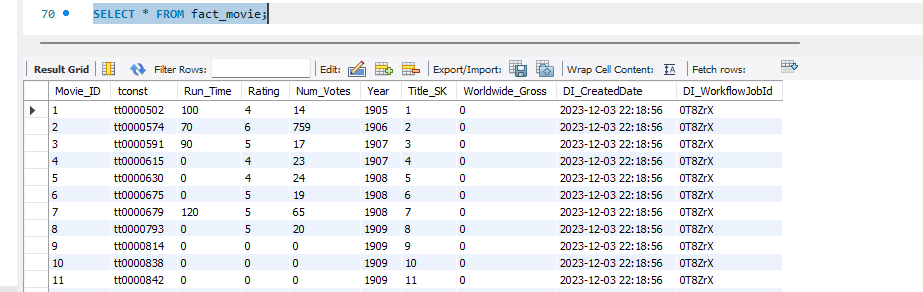 70 SELECT * FROM fact_movie;
Result Grid Filter Rows: Edit: Export/Import: Wrap Cell Content: Fetch rows:
Movie_ID tconst Run_Time Rating Num_Votes Year Title_SK Worldwide_Gross DI_CreatedDate DI_WorkflowJobId
1 tt0000502 100 4 14 1905 1 0 2023-12-03 22:18:56 0T8ZrX
2 tt0000574 70 6 759 1906 2 0 2023-12-03 22:18:56 0T8ZrX
3 tt0000591 90 5 17 1907 3 0 2023-12-03 22:18:56 0T8ZrX
4 tt0000615 0 4 23 1907 4 0 2023-12-03 22:18:56 0T8ZrX
5 tt0000630 0 4 24 1908 5 0 2023-12-03 22:18:56 0T8ZrX
6 tt0000675 0 5 19 1908 6 0 2023-12-03 22:18:56 0T8ZrX
7 tt0000679 120 5 65 1908 7 0 2023-12-03 22:18:56 0T8ZrX
8 tt0000793 0 5 20 1909 8 0 2023-12-03 22:18:56 0T8ZrX
9 tt0000814 0 0 0 1909 9 0 2023-12-03 22:18:56 0T8ZrX
10 tt0000838 0 0 0 1909 10 0 2023-12-03 22:18:56 0T8ZrX
11 tt0000842 0 0 0 1909 11 0 2023-12-03 22:18:56 0T8ZrX